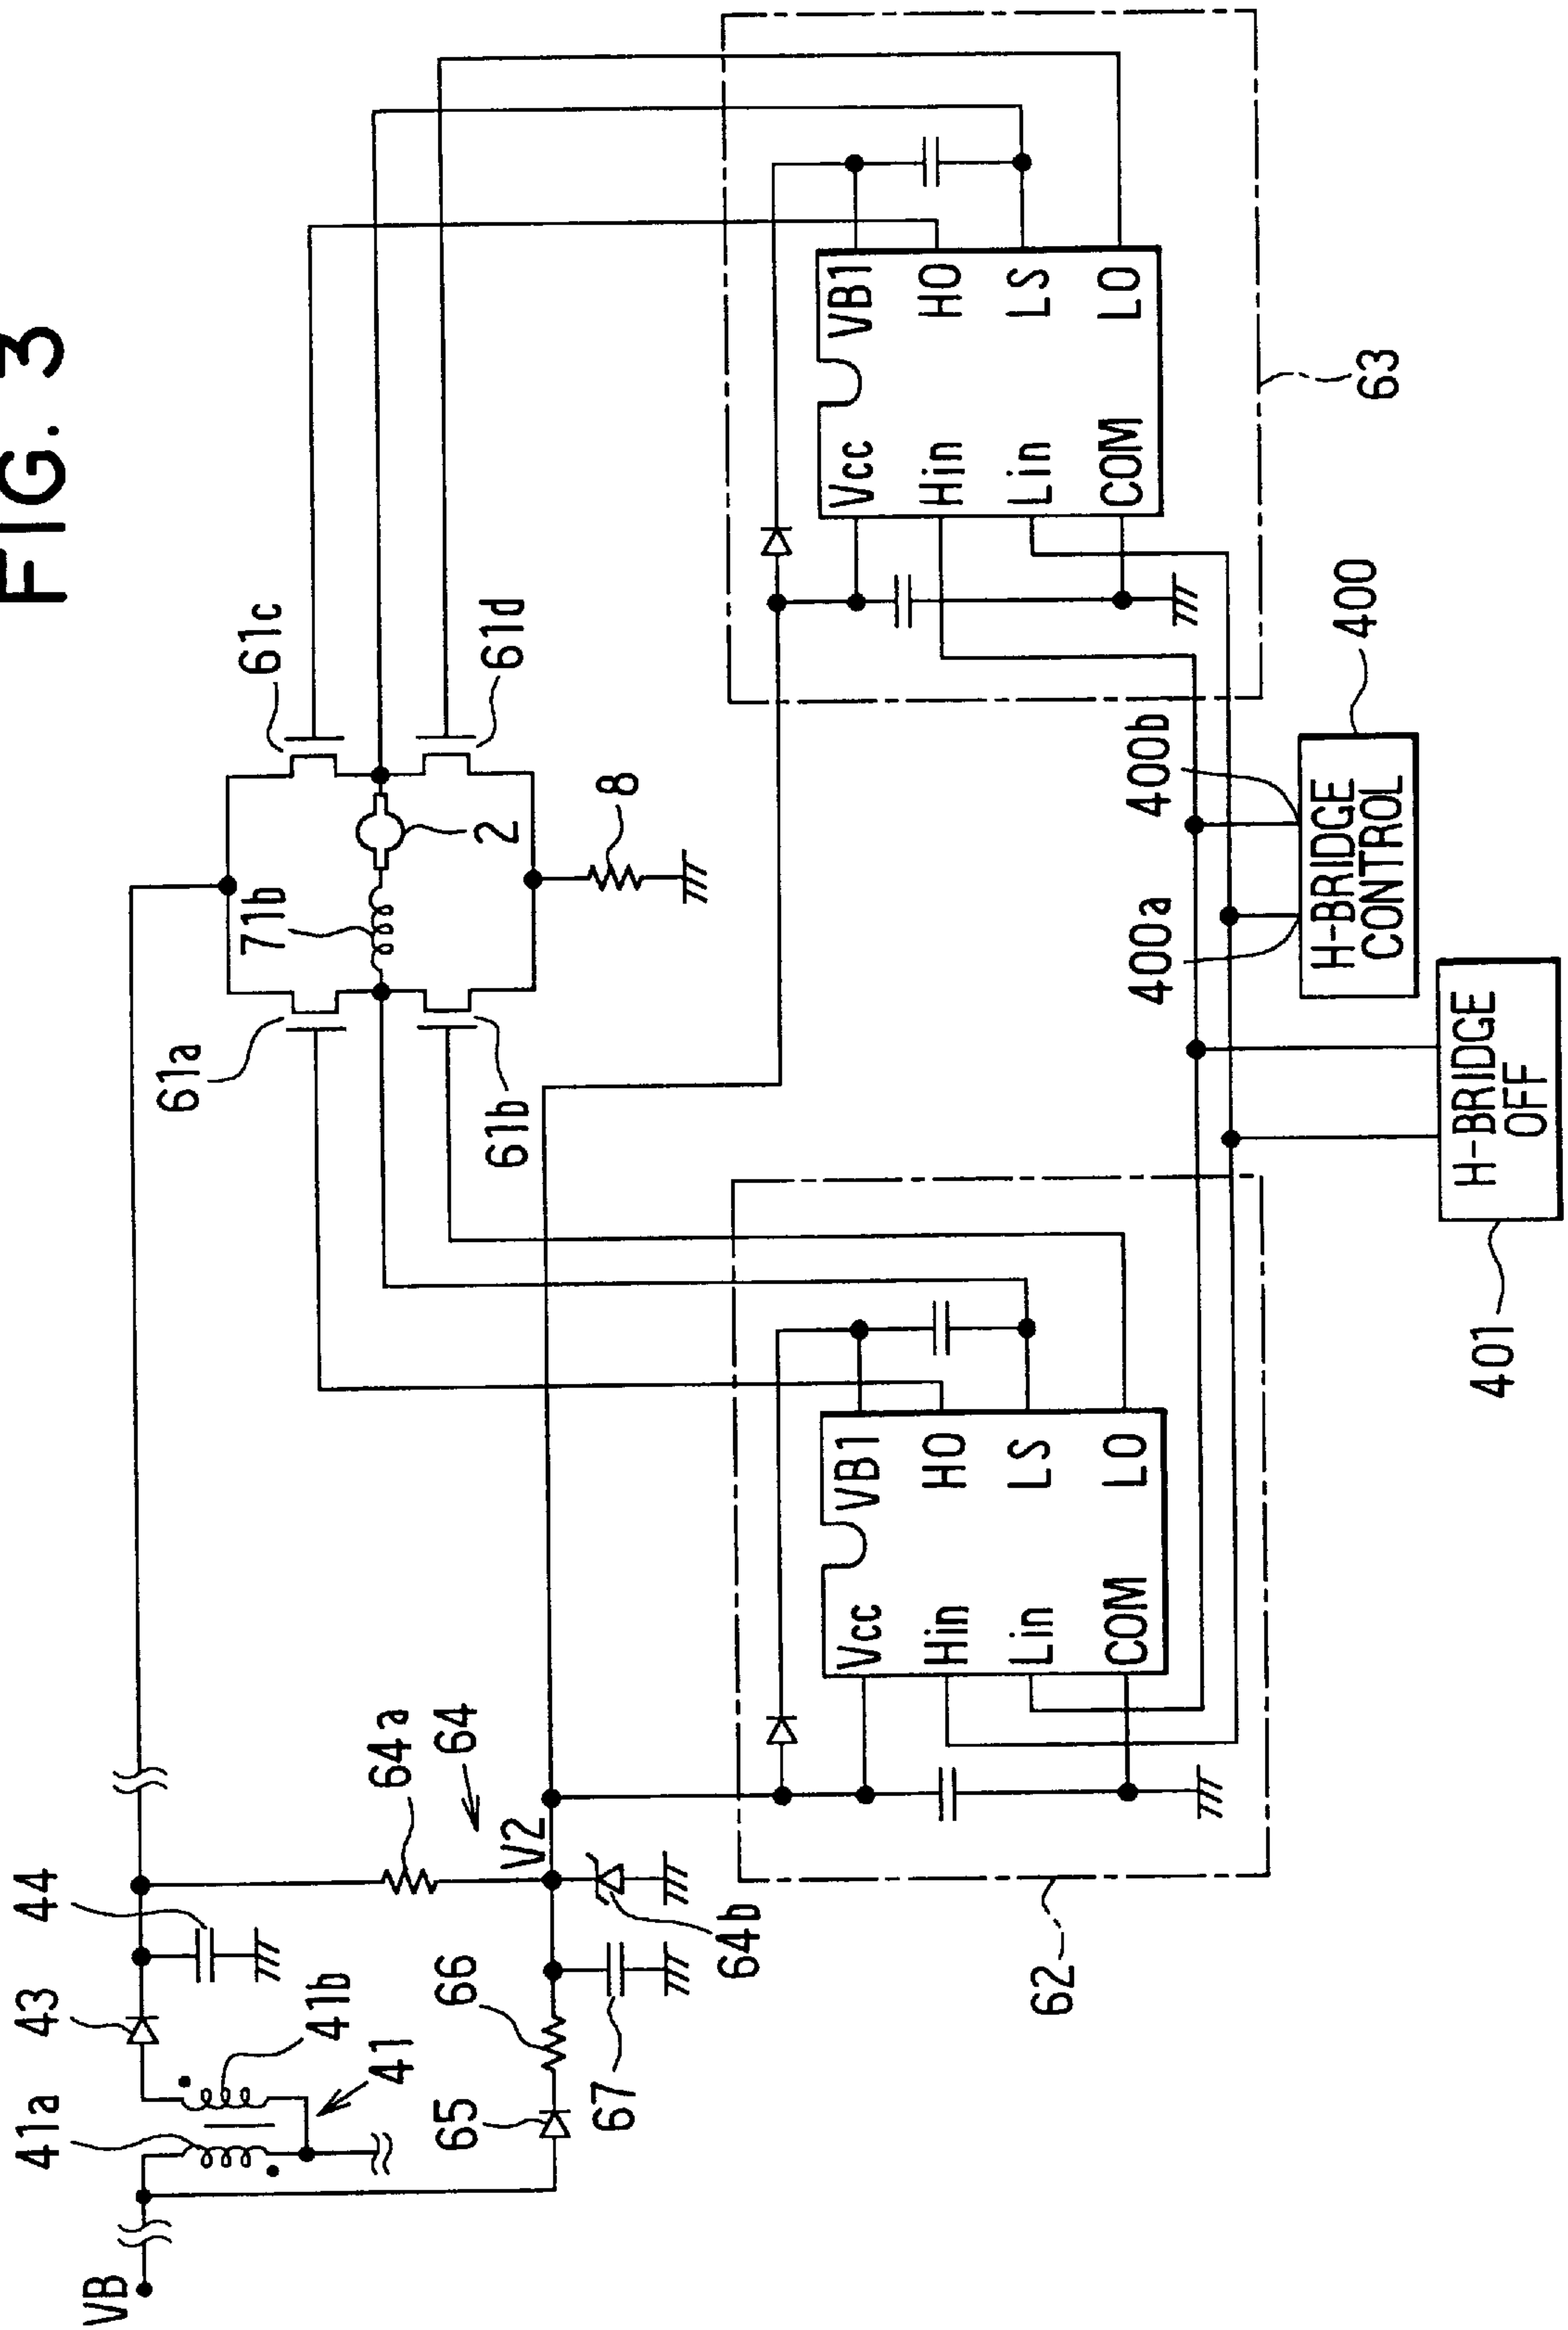 FIG. 3
VB
41a
41b
41
43
44
65
66
67
64a
64
64b
V2
61a
61b
61c
61d
71b
2
8
62
Vcc
Hin
Lin
COM
VB1
HO
LS
LO
63
Vcc
Hin
Lin
COM
VB1
HO
LS
LO
400a
400b
400
H-BRIDGE
CONTROL
401
H-BRIDGE
OFF